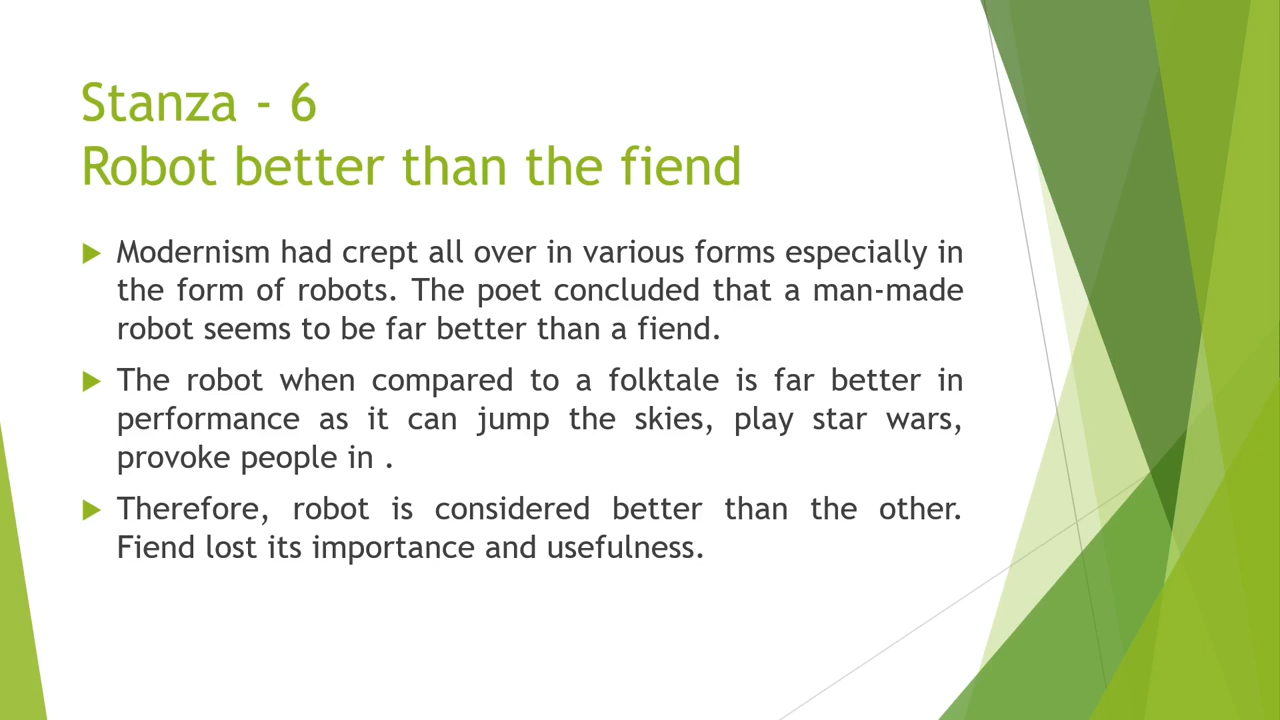 Stanza - 6
Robot better than the fiend
Modernism had crept all over in various forms especially in
the form of robots. The poet concluded that a man-made
robot seems to be far better than a fiend.
The robot when compared to a folktale is far better in
performance as it can jump the skies, play star wars,
provoke people in .
Therefore, robot is considered better than the other.
Fiend lost its importance and usefulness.